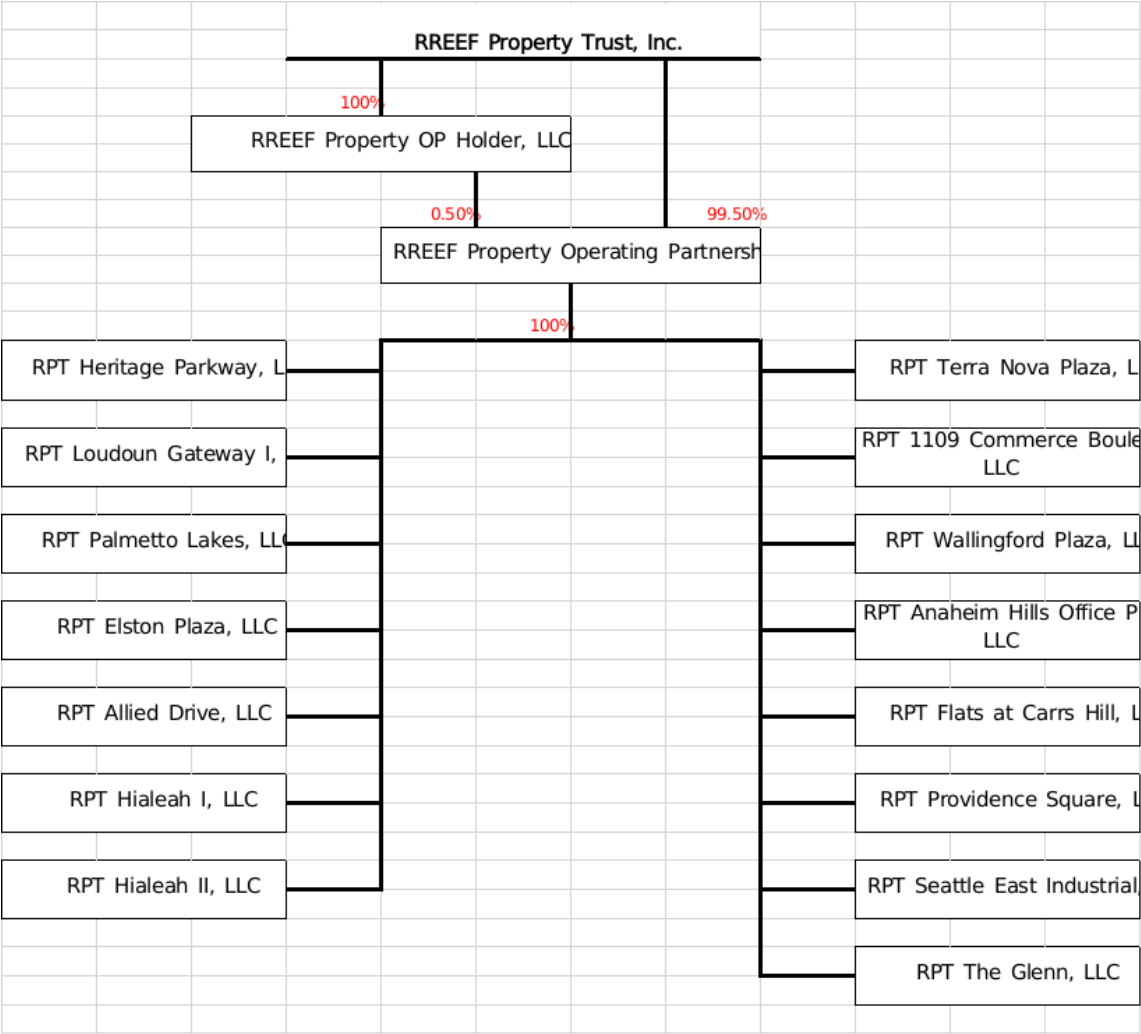 RREEF Property Trust, Inc.
100%
RREEF Property OP Holder, LLC
0.50%
99.50%
RREEF Property Operating Partnersh
100%
RPT Heritage Parkway, L
RPT Terra Nova Plaza, L
RPT Loudoun Gateway I,
RPT 1109 Commerce Boule
LLC
RPT Palmetto Lakes, LLC
RPT Wallingford Plaza, LL
RPT Elston Plaza, LLC
RPT Anaheim Hills Office P
LLC
RPT Allied Drive, LLC
RPT Flats at Carrs Hill, L
RPT Hialeah I, LLC
RPT Providence Square, L
RPT Hialeah II, LLC
RPT Seattle East Industrial,
RPT The Glenn, LLC